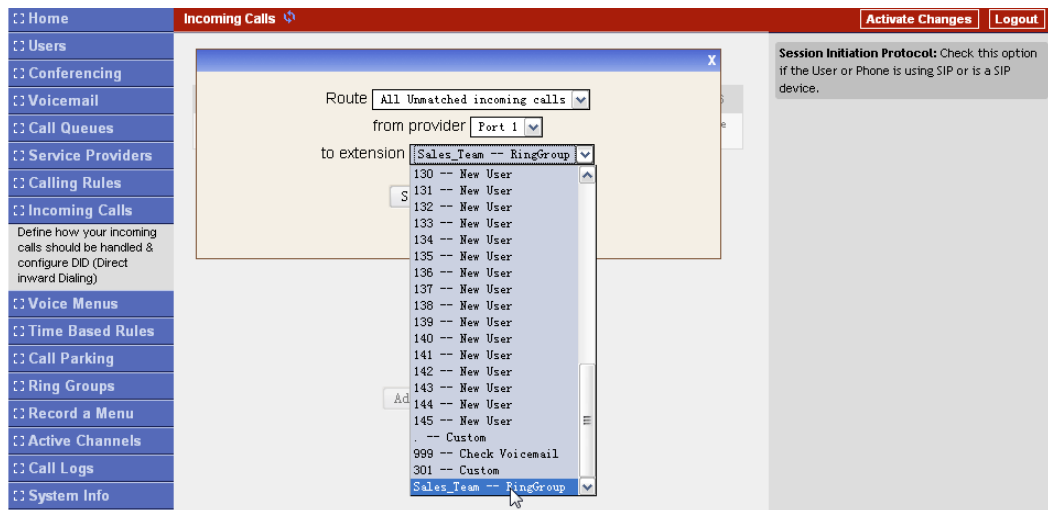 Home
Users
Conferencing
Voicemail
Call Queues
Service Providers
Calling Rules
Incoming Calls
Define how your incoming
calls should be handled &
configure DID (Direct
inward Dialing)
Voice Menus
Time Based Rules
Call Parking
Ring Groups
Record a Menu
Active Channels
Call Logs
System Info
Incoming Calls
Activate Changes
Logout
X
Route All Unmatched incoming calls
from provider Port 1
to extension Sales_Team -- RingGroup
130 -- New User
131 -- New User
132 -- New User
133 -- New User
134 -- New User
135 -- New User
136 -- New User
137 -- New User
138 -- New User
139 -- New User
140 -- New User
141 -- New User
142 -- New User
143 -- New User
144 -- New User
145 -- New User
. -- Custom
999 -- Check Voicemail
301 -- Custom
Sales_Team -- RingGroup
Session Initiation Protocol: Check this option
if the User or Phone is using SIP or is a SIP
device.